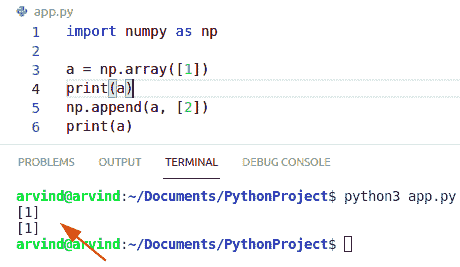 app.py
1 import numpy as np
2
3 a = np.array([1])
4 print(a)
5 np.append(a, [2])
6 print(a)
PROBLEMS OUTPUT TERMINAL DEBUG CONSOLE
arvind@arvind:~/Documents/PythonProject$ python3 app.py
[1]
[1]
arvind@arvind:~/Documents/PythonProject$